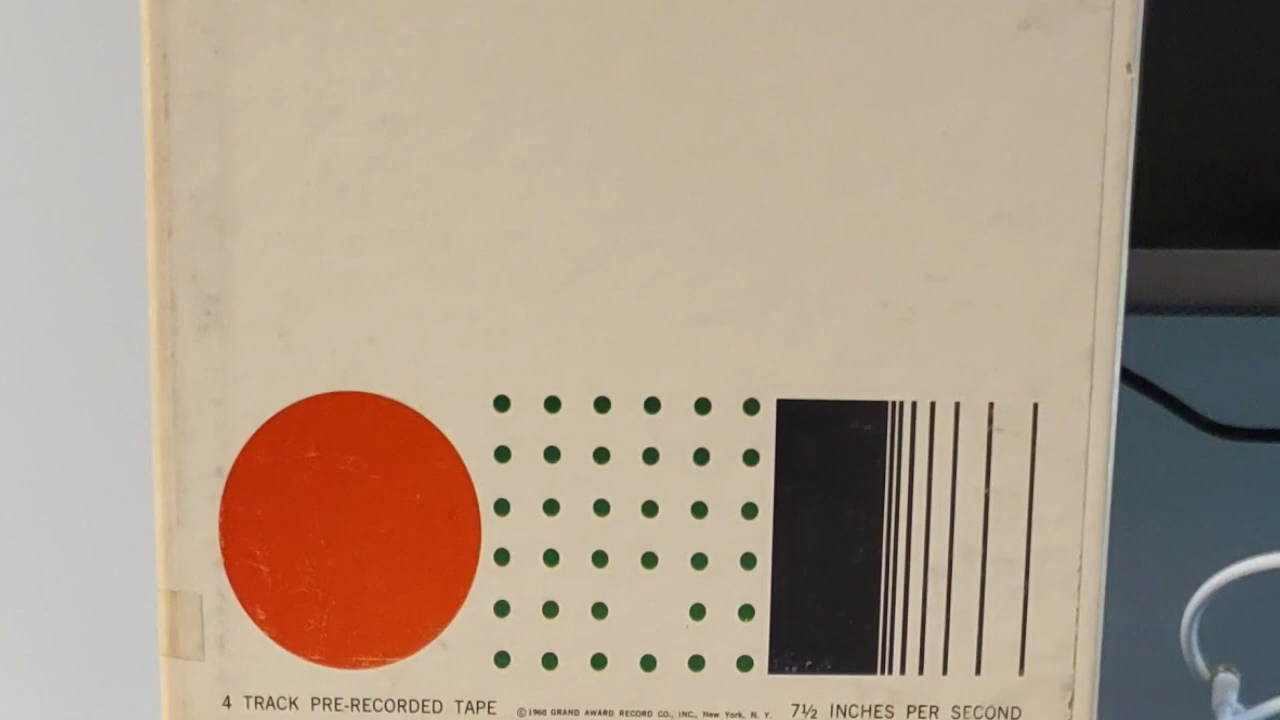 4 TRACK PRE-RECORDED TAPE ©1960 GRAND AWARD RECORD CO., INC., New York, N. Y. 7½ INCHES PER SECOND